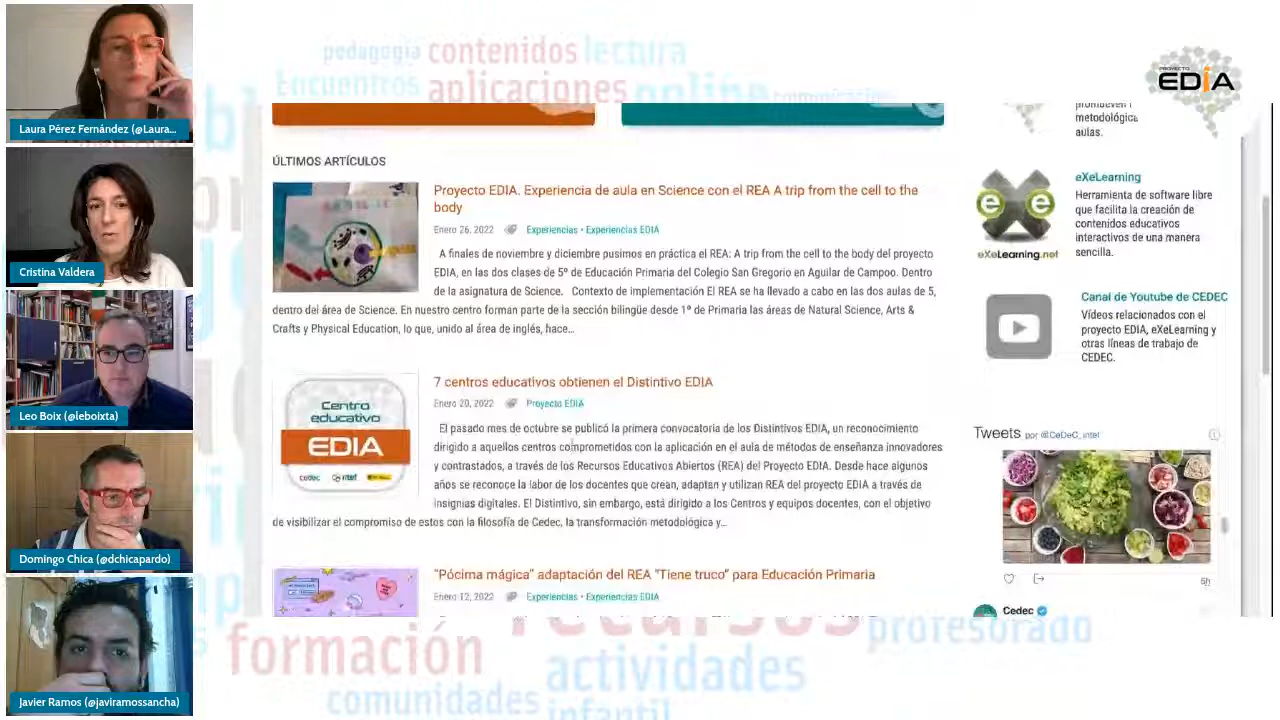 Laura Pérez Fernández (@Laura...
Cristina Valdera
Leo Boix (@leboixta)
Domingo Chica (@dchicapardo)
Javier Ramos (@javiramossancha)
pedagogía contenidos lectura
Encuentros aplicaciones online
PROYECTO
EDIA
ÚLTIMOS ARTÍCULOS
Proyecto EDIA. Experiencia de aula en Science con el REA A trip from the cell to the
body
Enero 26, 2022 Experiencias • Experiencias EDIA
A finales de noviembre y diciembre pusimos en práctica el REA: A trip from the cell to the body del proyecto
EDIA, en las dos clases de 5º de Educación Primaria del Colegio San Gregorio en Aguilar de Campoo. Dentro
de la asignatura de Science. Contexto de implementación El REA se ha llevado a cabo en las dos aulas de 5,
dentro del área de Science. En nuestro centro forman parte de la sección bilingüe desde 1º de Primaria las áreas de Natural Science, Arts &
Crafts y Physical Education, lo que, unido al área de inglés, hace...
Centro
educativo
EDIA
cedec intef
7 centros educativos obtienen el Distintivo EDIA
Enero 20, 2022 Proyecto EDIA
El pasado mes de octubre se publicó la primera convocatoria de los Distintivos EDIA, un reconocimiento
dirigido a aquellos centros comprometidos con la aplicación en el aula de métodos de enseñanza innovadores
y contrastados, a través de los Recursos Educativos Abiertos (REA) del Proyecto EDIA. Desde hace algunos
años se reconoce la labor de los docentes que crean, adaptan y utilizan REA del proyecto EDIA a través de
insignias digitales. El Distintivo, sin embargo, está dirigido a los Centros y equipos docentes, con el objetivo
de visibilizar el compromiso de estos con la filosofía de Cedec, la transformación metodológica y...
"Pócima mágica" adaptación del REA "Tiene truco" para Educación Primaria
Enero 12, 2022 Experiencias • Experiencias EDIA
metodológica
aulas.
eXeLearning
Herramienta de software libre
que facilita la creación de
contenidos educativos
interactivos de una manera
sencilla.
eXeLearning.net
Canal de Youtube de CEDEC
Vídeos relacionados con el
proyecto EDIA, eXeLearning y
otras líneas de trabajo de
CEDEC.
Tweets por @CeDeC_intef
5h
Cedec
formación recursos profesorado
actividades
comunidades infantil